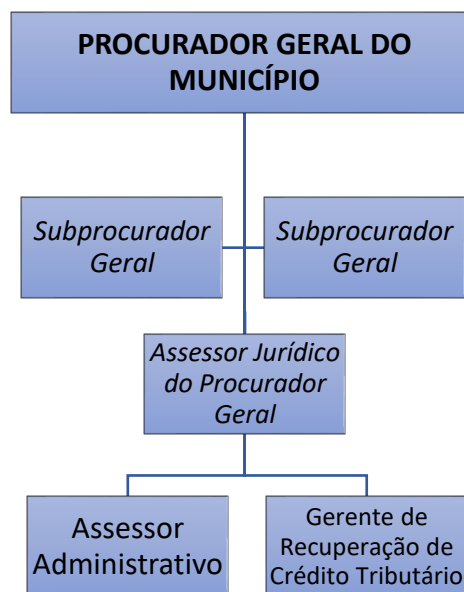 PROCURADOR GERAL DO
MUNICÍPIO
Subprocurador
Geral
Subprocurador
Geral
Assessor Jurídico
do Procurador
Geral
Assessor
Administrativo
Gerente de
Recuperação de
Crédito Tributário